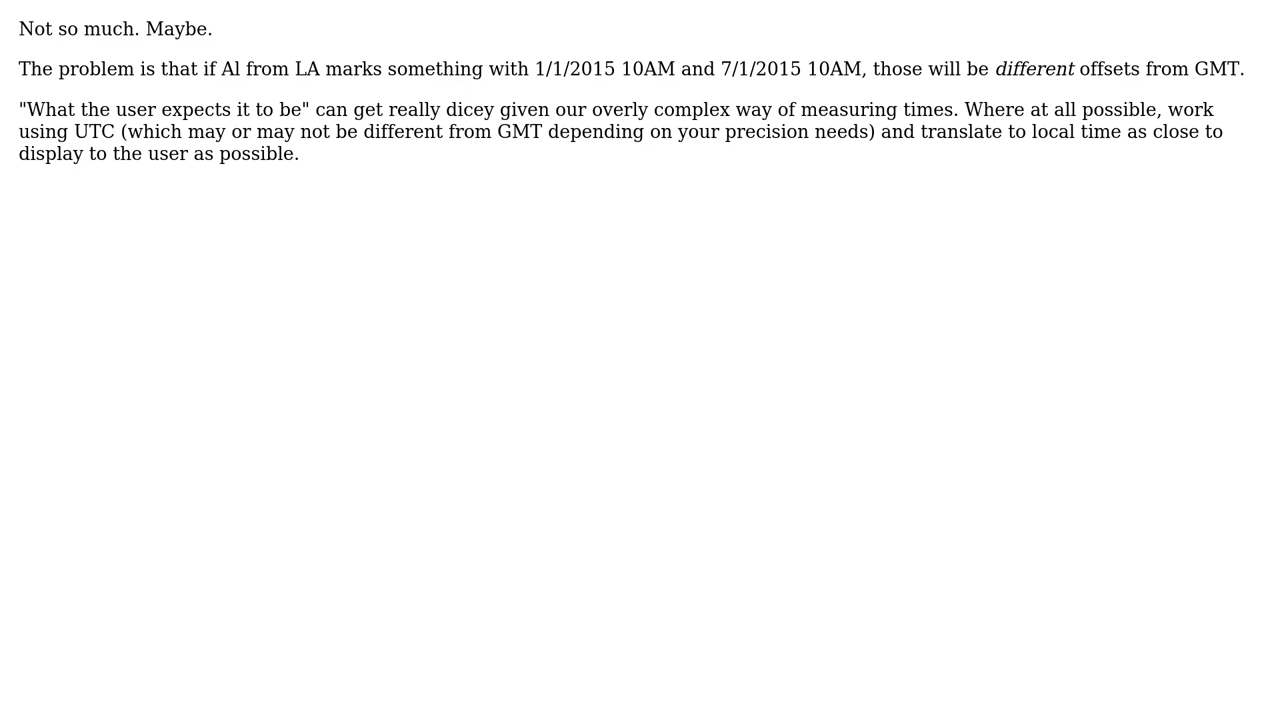 Not so much. Maybe.
The problem is that if Al from LA marks something with 1/1/2015 10AM and 7/1/2015 10AM, those will be different offsets from GMT.
"What the user expects it to be" can get really dicey given our overly complex way of measuring times. Where at all possible, work
using UTC (which may or may not be different from GMT depending on your precision needs) and translate to local time as close to
display to the user as possible.